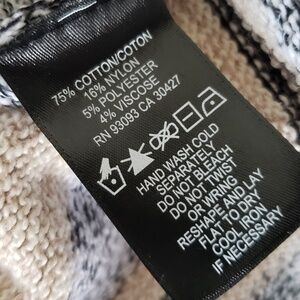 75% COTTON/COTON
16% NYLON
5% POLYESTER
4% VISCOSE
RN 93093 CA 30427
HAND WASH COLD
SEPARATELY
DO NOT BLEACH
DO NOT TWIST
OR WRING
RESHAPE AND LAY
FLAT TO DRY
COOL IRON
IF NECESSARY